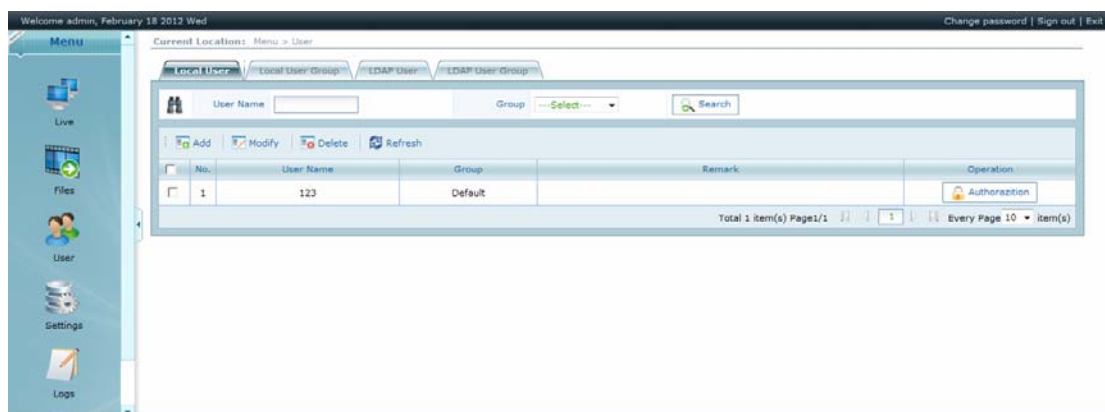 Welcome admin, February 18 2012 Wed
Change password | Sign out | Exit
Menu
Current Location: Menu > User
Local User
Local User Group
LDAP User
LDAP User Group
User Name
Group ---Select---
Search
Add Modify Delete Refresh
No. User Name Group Remark Operation
1 123 Default Authorazition
Total 1 item(s) Page1/1 1 Every Page 10 item(s)
Live
Files
User
Settings
Logs